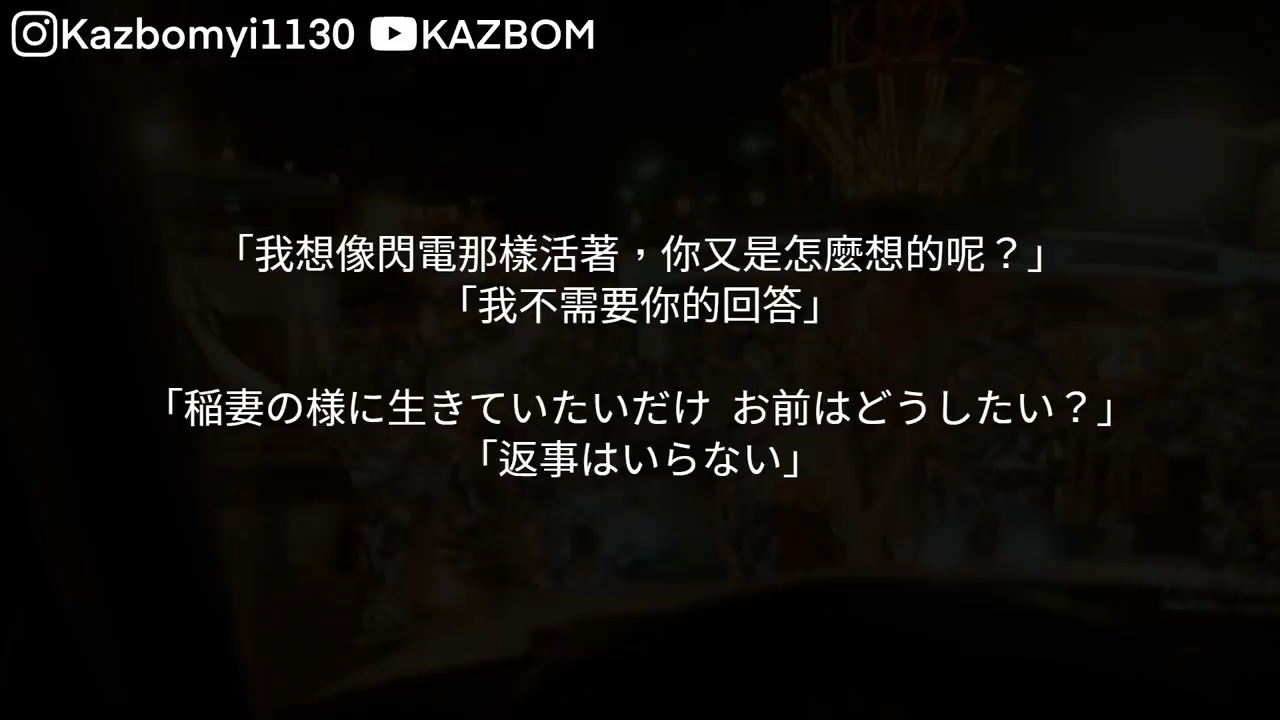 Kazbomyi1130 KAZBOM
「我想像閃電那樣活著，你又是怎麼想的呢？」
「我不需要你的回答」
「稲妻の様に生きていたいだけ お前はどうしたい？」
「返事はいらない」